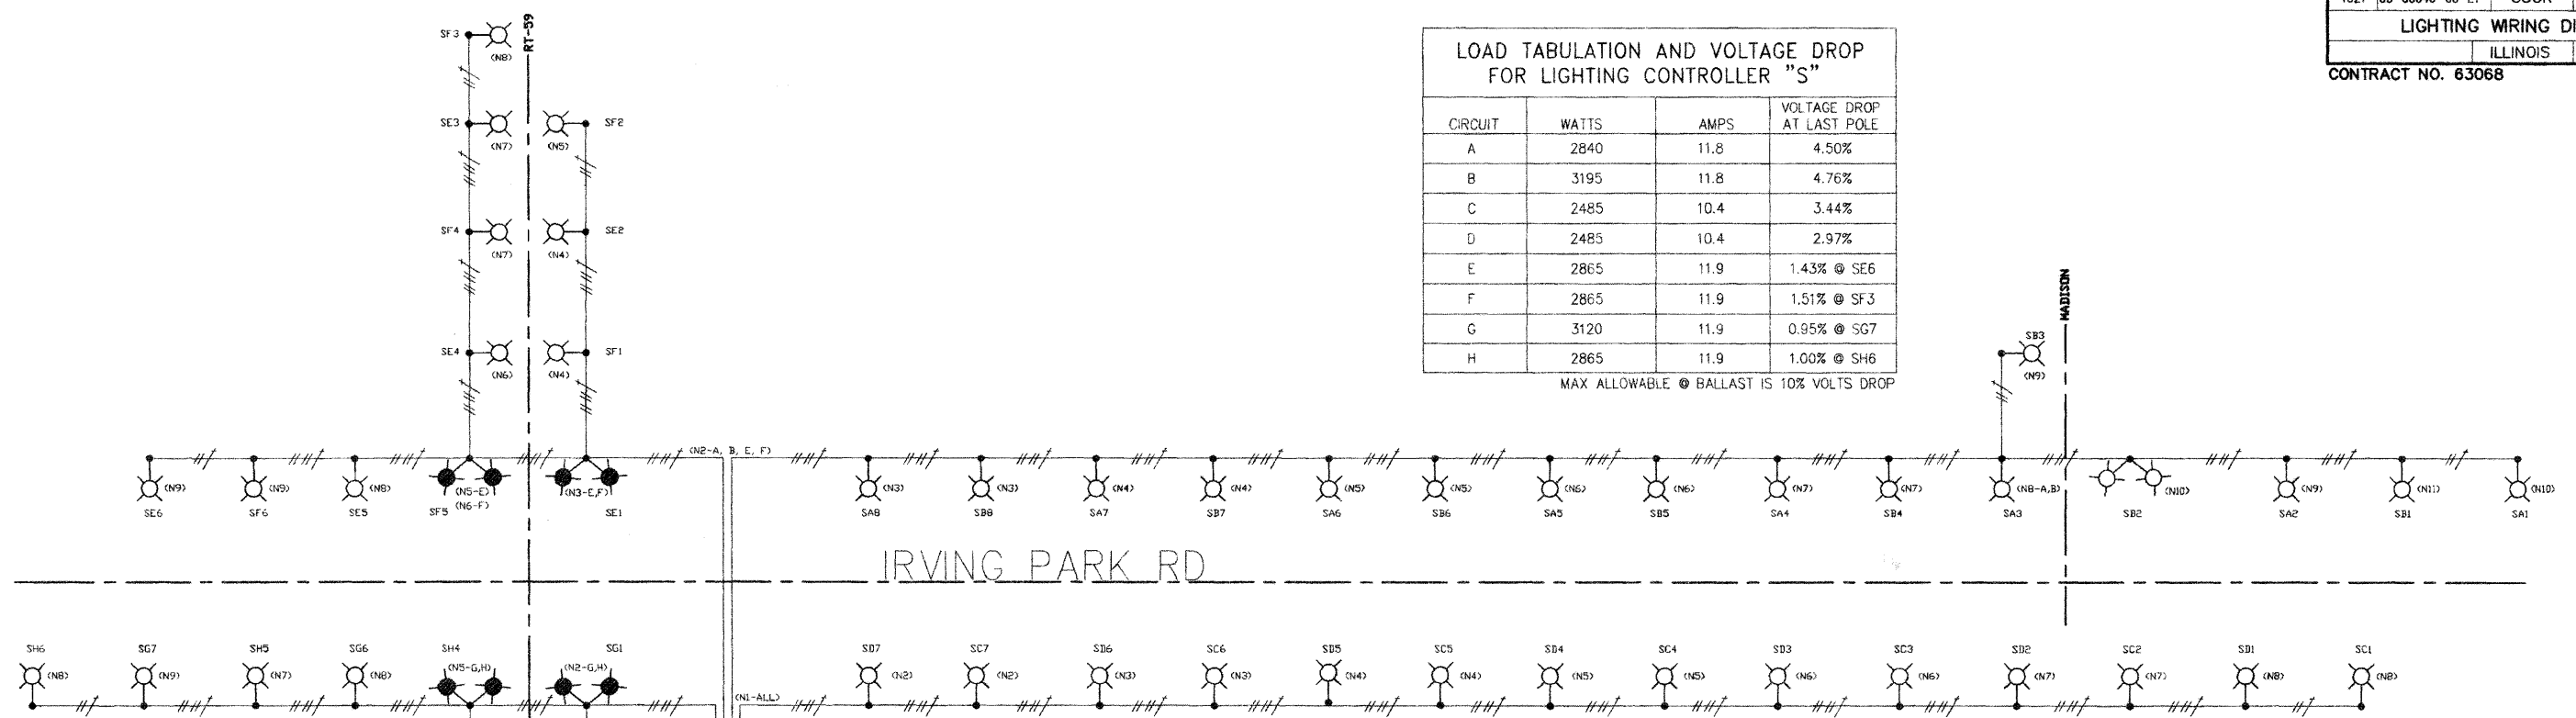 LIGHTING WIRING DI
ILLINOIS
CONTRACT NO. 63068
LOAD TABULATION AND VOLTAGE DROP
FOR LIGHTING CONTROLLER "S"
CIRCUIT WATTS AMPS VOLTAGE DROP AT LAST POLE
A 2840 11.8 4.50%
B 3195 11.8 4.76%
C 2485 10.4 3.44%
D 2485 10.4 2.97%
E 2865 11.9 1.43% @ SE6
F 2865 11.9 1.51% @ SF3
G 3120 11.9 0.95% @ SG7
H 2865 11.9 1.00% @ SH6
MAX ALLOWABLE @ BALLAST IS 10% VOLTS DROP
RT-59
SF3
(N8)
SE3 SF2
(N7) (N5)
SF4 SE2
(N7) (N4)
SE4 SF1
(N6) (N4)
MADISON
SB3
(N9)
(N2-A, B, E, F)
(N9) (N9) (N8) (N5-E) (N3-E,F) (N3) (N3) (N4) (N4) (N5) (N5) (N6) (N6) (N7) (N7) (N8-A,B) (N10) (N9) (N11) (N10)
(N6-F)
SE6 SF6 SE5 SF5 SE1 SA8 SB8 SA7 SB7 SA6 SB6 SA5 SB5 SA4 SB4 SA3 SB2 SA2 SB1 SA1
IRVING PARK RD
SH6 SG7 SH5 SG6 SH4 SG1 SD7 SC7 SD6 SC6 SD5 SC5 SD4 SC4 SD3 SC3 SD2 SC2 SD1 SC1
(N8) (N9) (N7) (N8) (N5-G,H) (N2-G,H) (N2) (N2) (N3) (N3) (N4) (N4) (N5) (N5) (N6) (N6) (N7) (N7) (N8) (N8)
(N1-ALL)